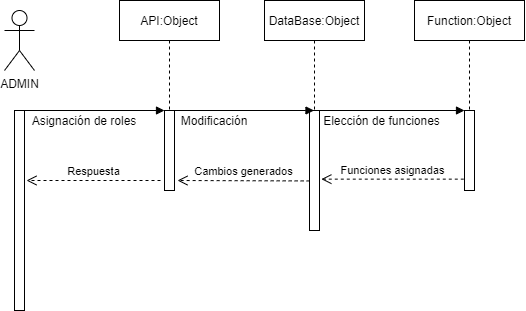 API:Object
DataBase:Object
Function:Object
ADMIN
Asignación de roles
Modificación
Elección de funciones
Respuesta
Cambios generados
Funciones asignadas